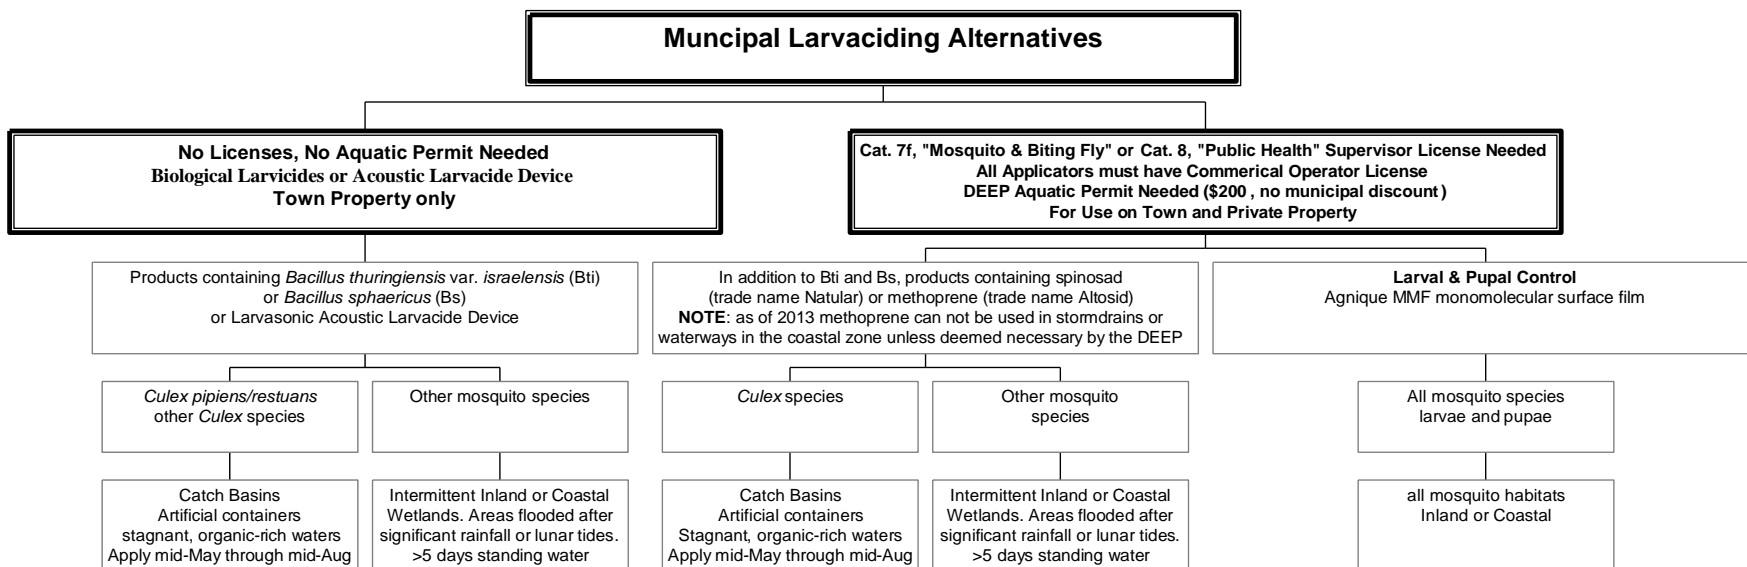 Muncipal Larvaciding Alternatives
No Licenses, No Aquatic Permit Needed
Biological Larvicides or Acoustic Larvacide Device
Town Property only
Cat. 7f, "Mosquito & Biting Fly" or Cat. 8, "Public Health" Supervisor License Needed
All Applicators must have Commerical Operator License
DEEP Aquatic Permit Needed ($200 , no municipal discount )
For Use on Town and Private Property
Products containing Bacillus thuringiensis var. israelensis (Bti)
or Bacillus sphaericus (Bs)
or Larvasonic Acoustic Larvacide Device
In addition to Bti and Bs, products containing spinosad
(trade name Natular) or methoprene (trade name Altosid)
NOTE: as of 2013 methoprene can not be used in stormdrains or
waterways in the coastal zone unless deemed necessary by the DEEP
Larval & Pupal Control
Agnique MMF monomolecular surface film
Culex pipiens/restuans
other Culex species
Other mosquito species
Culex species
Other mosquito
species
All mosquito species
larvae and pupae
Catch Basins
Artificial containers
stagnant, organic-rich waters
Apply mid-May through mid-Aug
Intermittent Inland or Coastal
Wetlands. Areas flooded after
significant rainfall or lunar tides.
>5 days standing water
Catch Basins
Artificial containers
Stagnant, organic-rich waters
Apply mid-May through mid-Aug
Intermittent Inland or Coastal
Wetlands. Areas flooded after
significant rainfall or lunar tides.
>5 days standing water
all mosquito habitats
Inland or Coastal